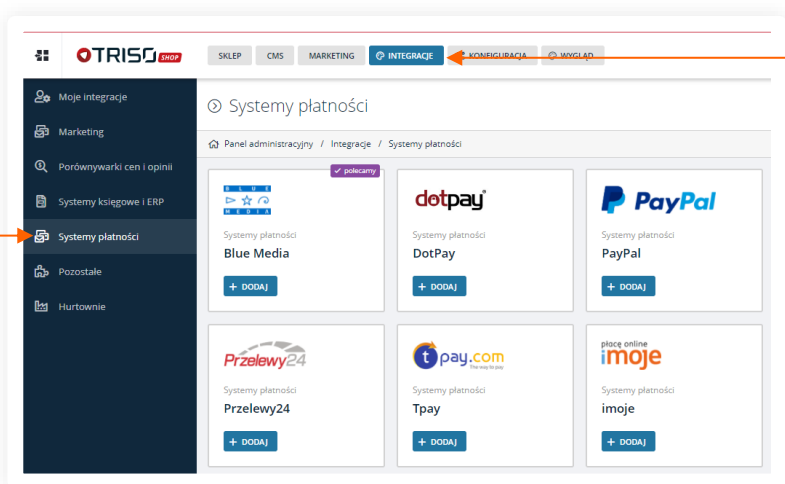 TRISO SHOP
SKLEP CMS MARKETING INTEGRACJE KONFIGURACJA WYGLĄD
Moje integracje
Marketing
Porównywarki cen i opinii
Systemy księgowe i ERP
Systemy płatności
Pozostałe
Hurtownie
Systemy płatności
Panel administracyjny / Integracje / Systemy płatności
polecamy
BLUE
MEDIA
Systemy płatności
Blue Media
+ DODAJ
dotpay
Systemy płatności
DotPay
+ DODAJ
PayPal
Systemy płatności
PayPal
+ DODAJ
Przelewy24
Systemy płatności
Przelewy24
+ DODAJ
tpay.com
The way to pay
Systemy płatności
Tpay
+ DODAJ
płacę online
imoje
Systemy płatności
imoje
+ DODAJ